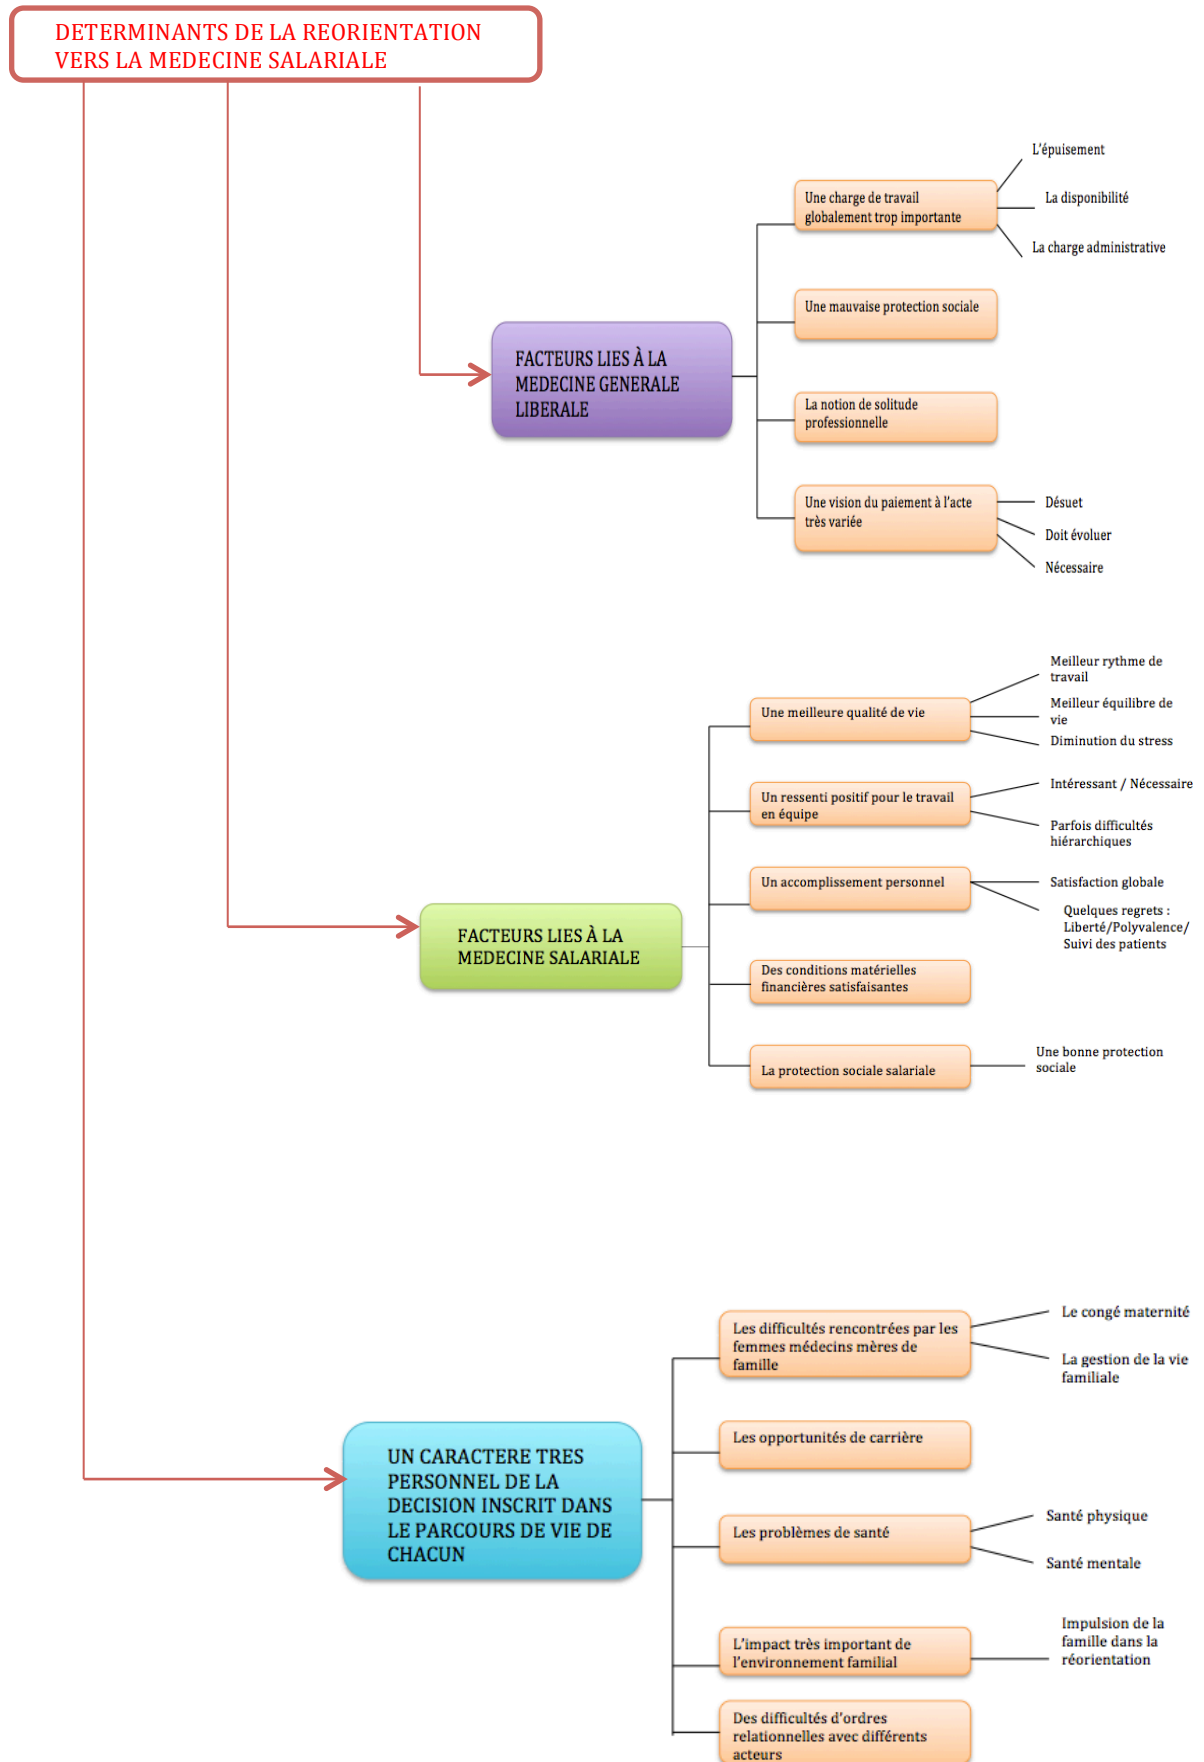 DETERMINANTS DE LA REORIENTATION
VERS LA MEDECINE SALARIALE
FACTEURS LIES À LA
MEDECINE GENERALE
LIBERALE
Une charge de travail
globalement trop importante
L'épuisement
La disponibilité
La charge administrative
Une mauvaise protection sociale
La notion de solitude
professionnelle
Une vision du paiement à l'acte
très variée
Désuet
Doit évoluer
Nécessaire
FACTEURS LIES À LA
MEDECINE SALARIALE
Une meilleure qualité de vie
Meilleur rythme de
travail
Meilleur équilibre de
vie
Diminution du stress
Un ressenti positif pour le travail
en équipe
Intéressant / Nécessaire
Parfois difficultés
hiérarchiques
Un accomplissement personnel
Satisfaction globale
Quelques regrets :
Liberté/Polyvalence/
Suivi des patients
Des conditions matérielles
financières satisfaisantes
La protection sociale salariale
Une bonne protection
sociale
UN CARACTERE TRES
PERSONNEL DE LA
DECISION INSCRIT DANS
LE PARCOURS DE VIE DE
CHACUN
Les difficultés rencontrées par les
femmes médecins mères de
famille
Le congé maternité
La gestion de la vie
familiale
Les opportunités de carrière
Les problèmes de santé
Santé physique
Santé mentale
L'impact très important de
l'environnement familial
Impulsion de la
famille dans la
réorientation
Des difficultés d'ordres
relationnelles avec différents
acteurs